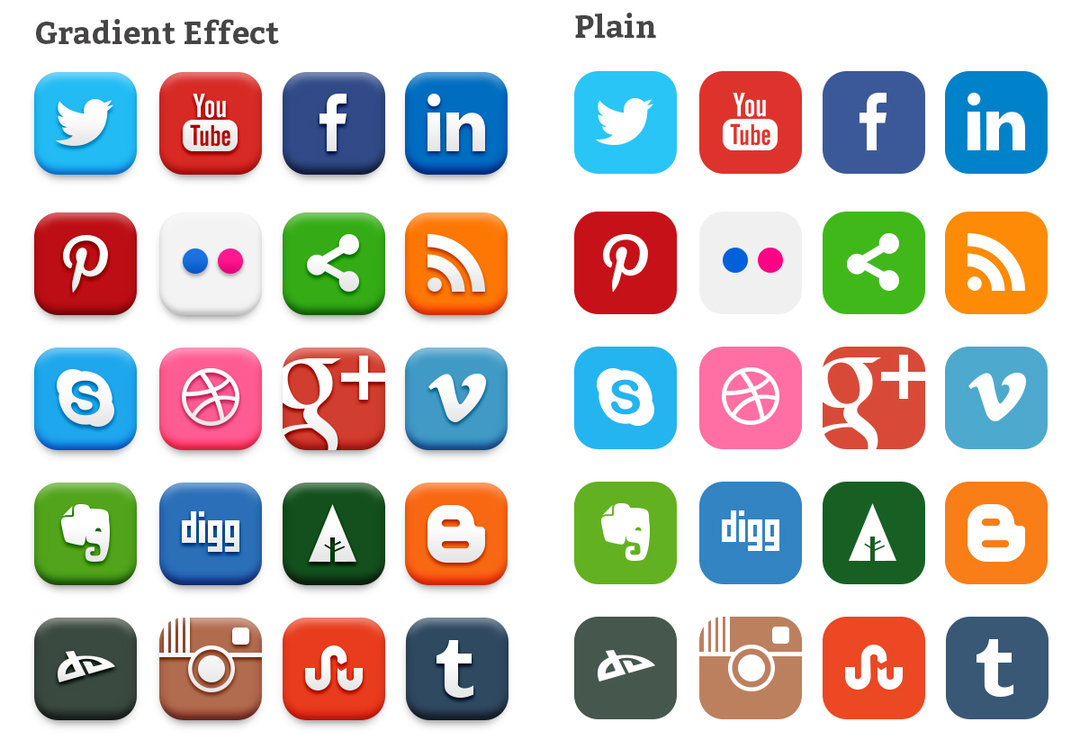 Gradient Effect
Plain
You
Tube
f
in
You
Tube
f
in
P
P
S
g+
v
S
g+
v
digg
B
digg
B
t
t